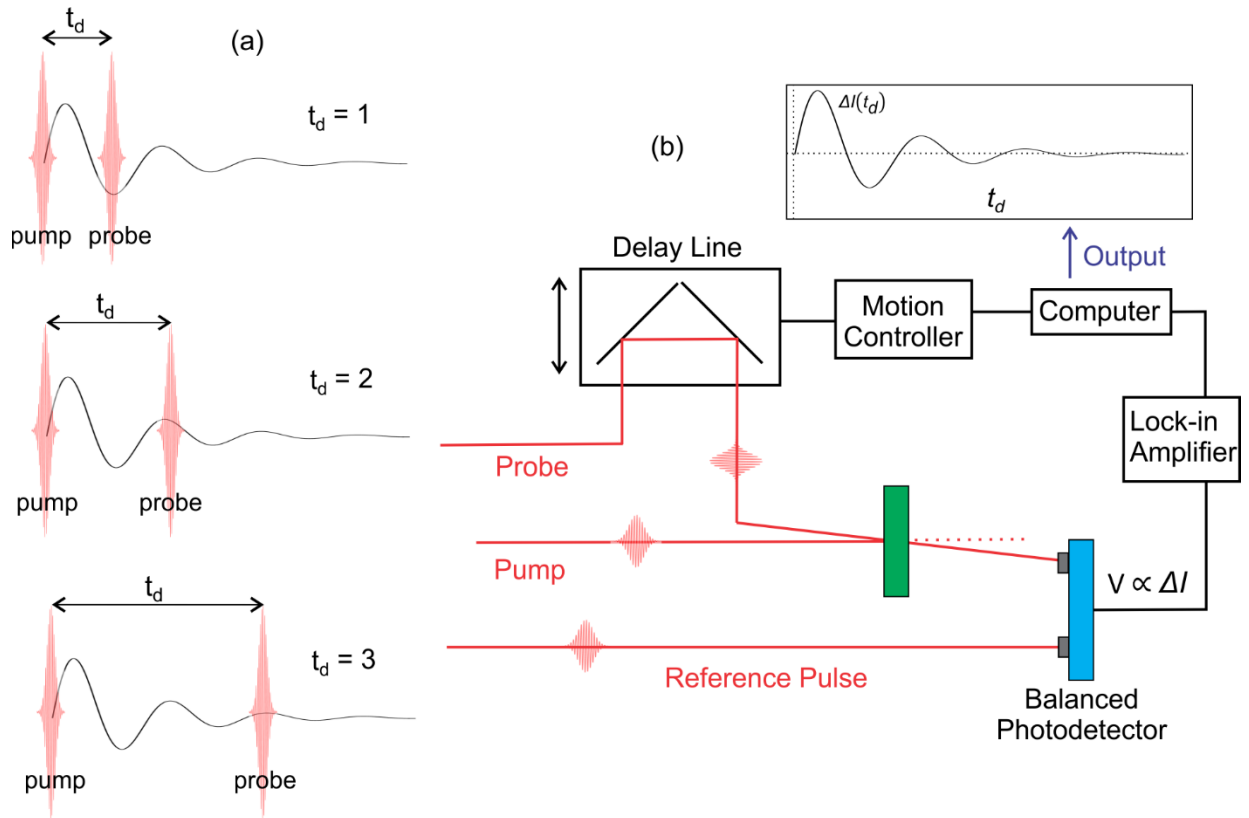 t_d
(a)
t_d = 1
pump
probe
t_d
t_d = 2
pump
probe
t_d
t_d = 3
pump
probe
(b)
ΔI(t_d)
t_d
Output
Delay Line
Motion
Controller
Computer
Lock-in
Amplifier
Probe
Pump
V ∝ ΔI
Reference Pulse
Balanced
Photodetector